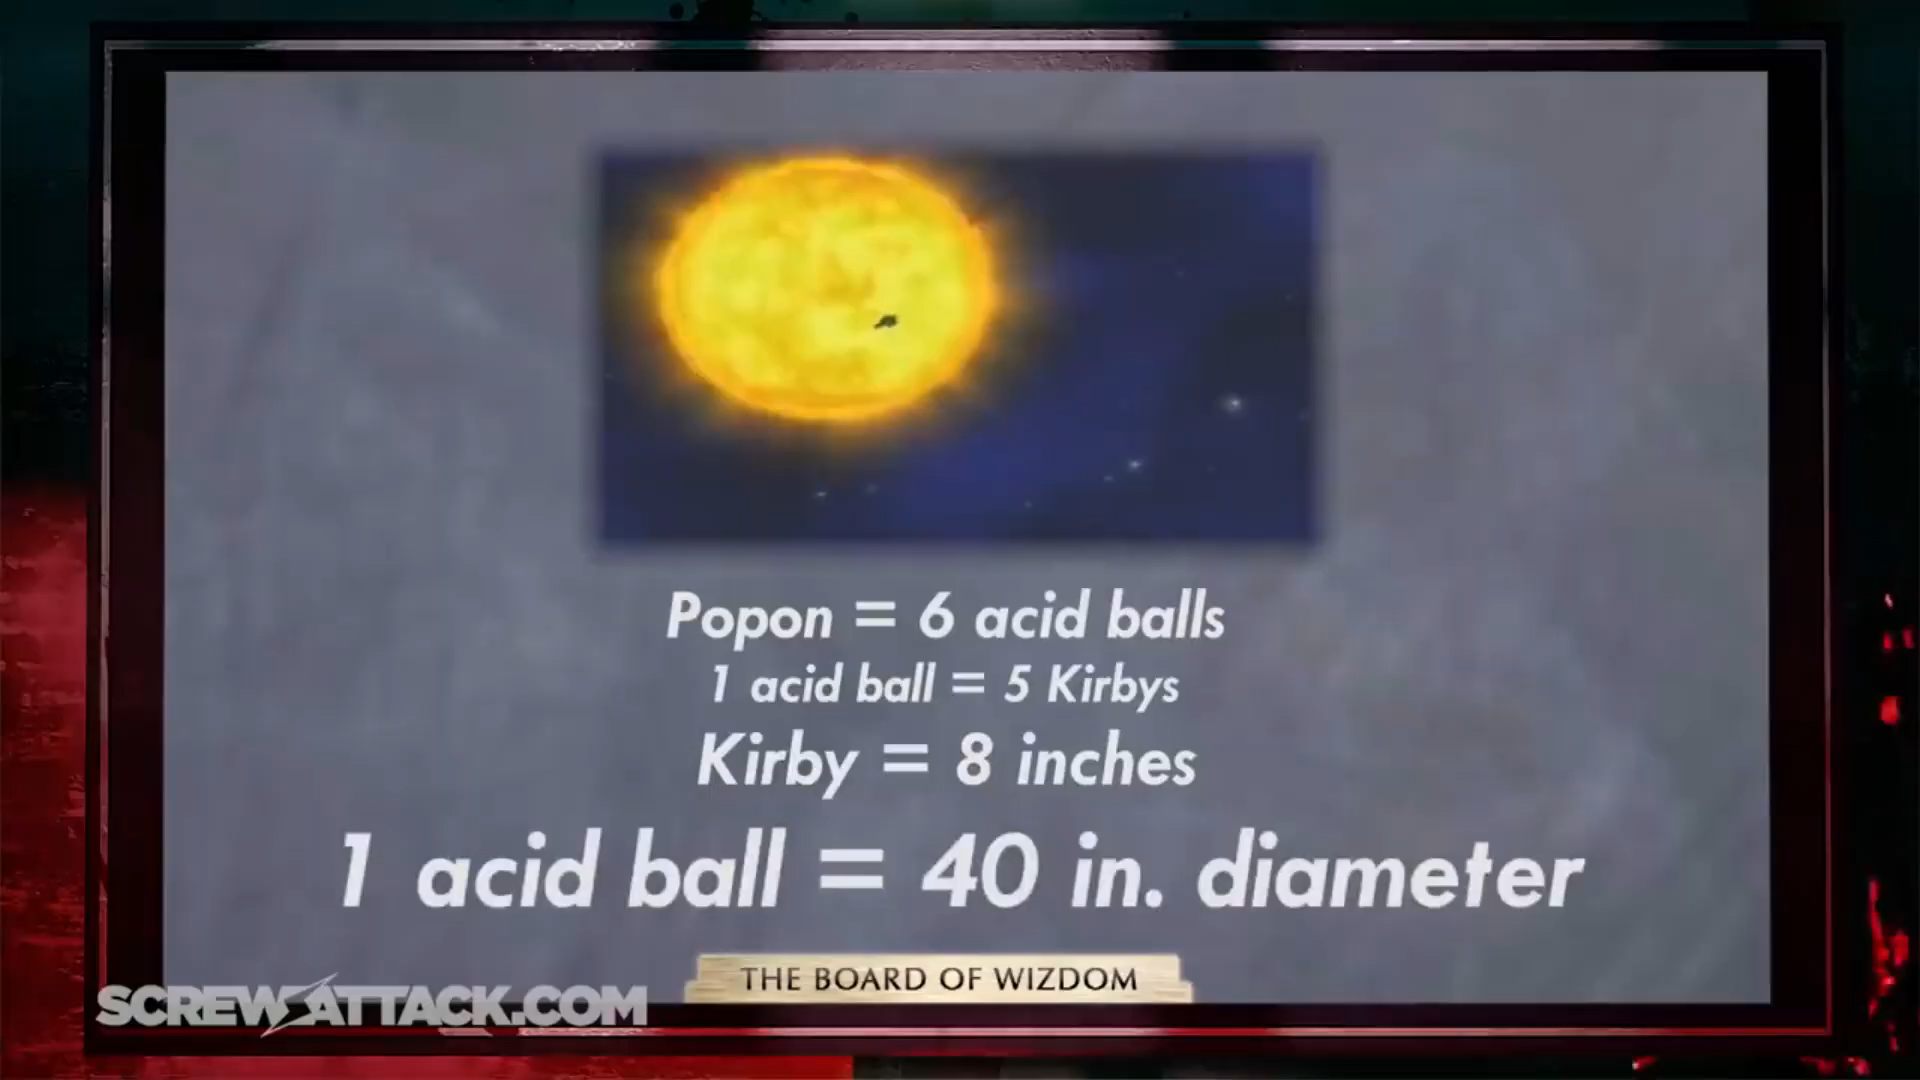 Popon = 6 acid balls
1 acid ball = 5 Kirbys
Kirby = 8 inches
1 acid ball = 40 in. diameter
THE BOARD OF WIZDOM
SCREWATTACK.COM